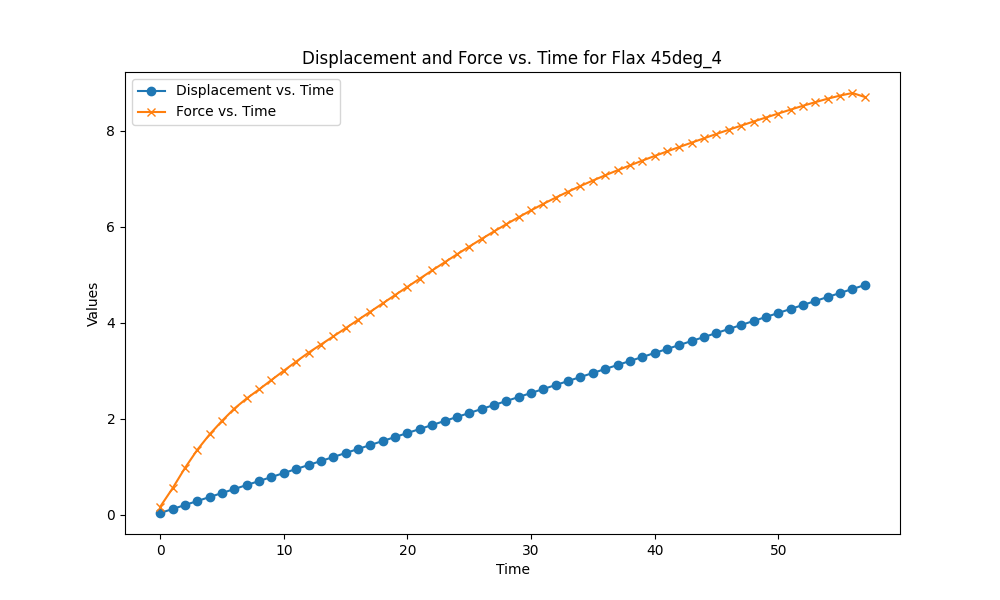 Displacement and Force vs. Time for Flax 45deg_4
Displacement vs. Time
Force vs. Time
Values
8
6
4
2
0
0 10 20 30 40 50
Time